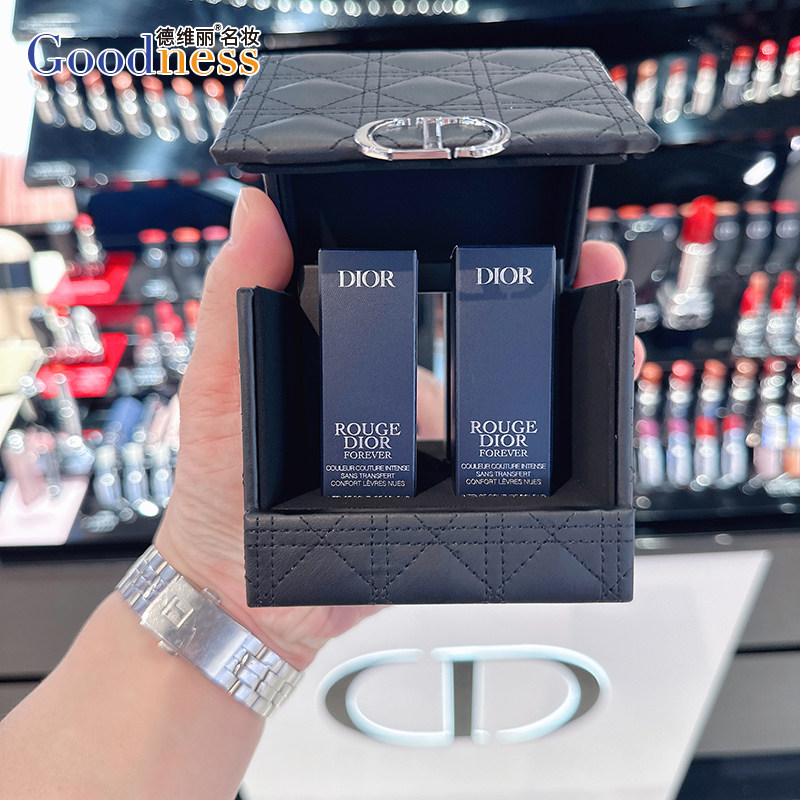 德维丽®名妆
Goodness
DIOR
ROUGE
DIOR
FOREVER
COULEUR COUTURE INTENSE
SANS TRANSFERT
CONFORT LÈVRES NUES
DIOR
ROUGE
DIOR
FOREVER
COULEUR COUTURE INTENSE
SANS TRANSFERT
CONFORT LÈVRES NUES